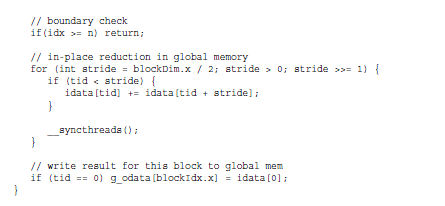 // boundary check
if(idx >= n) return;
// in-place reduction in global memory
for (int stride = blockDim.x / 2; stride > 0; stride >>= 1) {
if (tid < stride) {
idata[tid] += idata[tid + stride];
}
__syncthreads();
}
// write result for this block to global mem
if (tid == 0) g_odata[blockIdx.x] = idata[0];
}